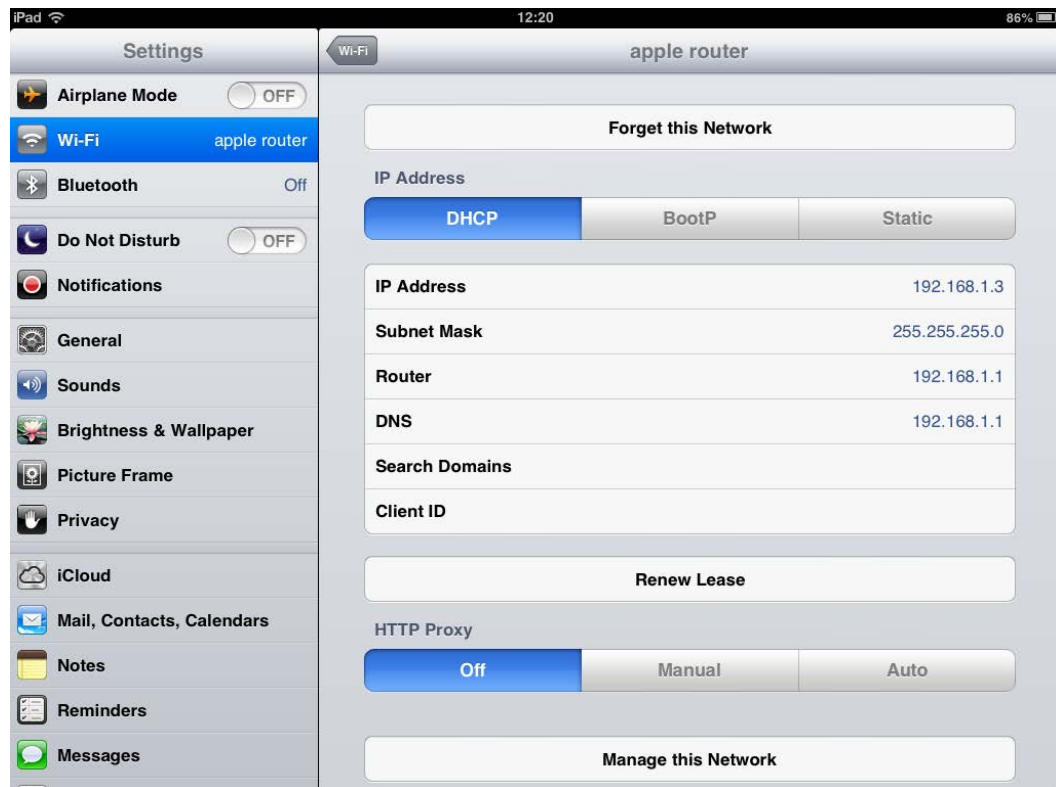 iPad 12:20 86%
Settings
Airplane Mode OFF
Wi-Fi apple router
Bluetooth Off
Do Not Disturb OFF
Notifications
General
Sounds
Brightness & Wallpaper
Picture Frame
Privacy
iCloud
Mail, Contacts, Calendars
Notes
Reminders
Messages
Wi-Fi apple router
Forget this Network
IP Address
DHCP BootP Static
IP Address 192.168.1.3
Subnet Mask 255.255.255.0
Router 192.168.1.1
DNS 192.168.1.1
Search Domains
Client ID
Renew Lease
HTTP Proxy
Off Manual Auto
Manage this Network